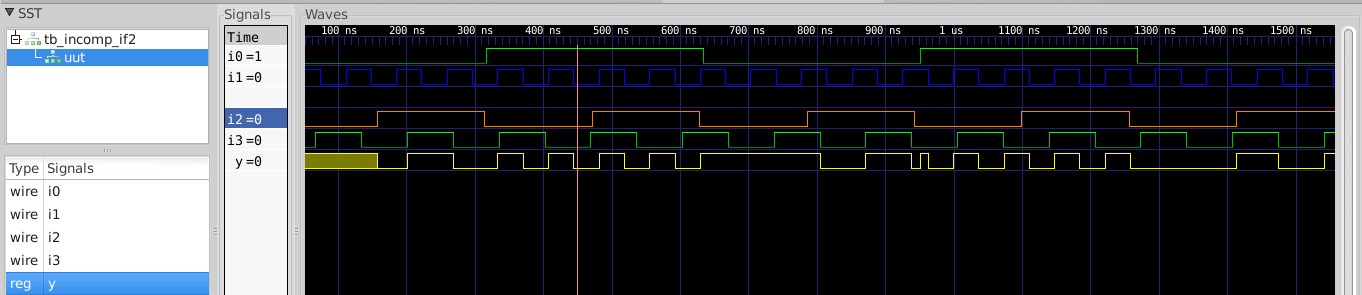 SST
tb_incomp_if2
uut
Type Signals
wire i0
wire i1
wire i2
wire i3
reg y
Signals
Time
i0=1
i1=0
i2=0
i3=0
y=0
Waves
100 ns 200 ns 300 ns 400 ns 500 ns 600 ns 700 ns 800 ns 900 ns 1 us 1100 ns 1200 ns 1300 ns 1400 ns 1500 ns